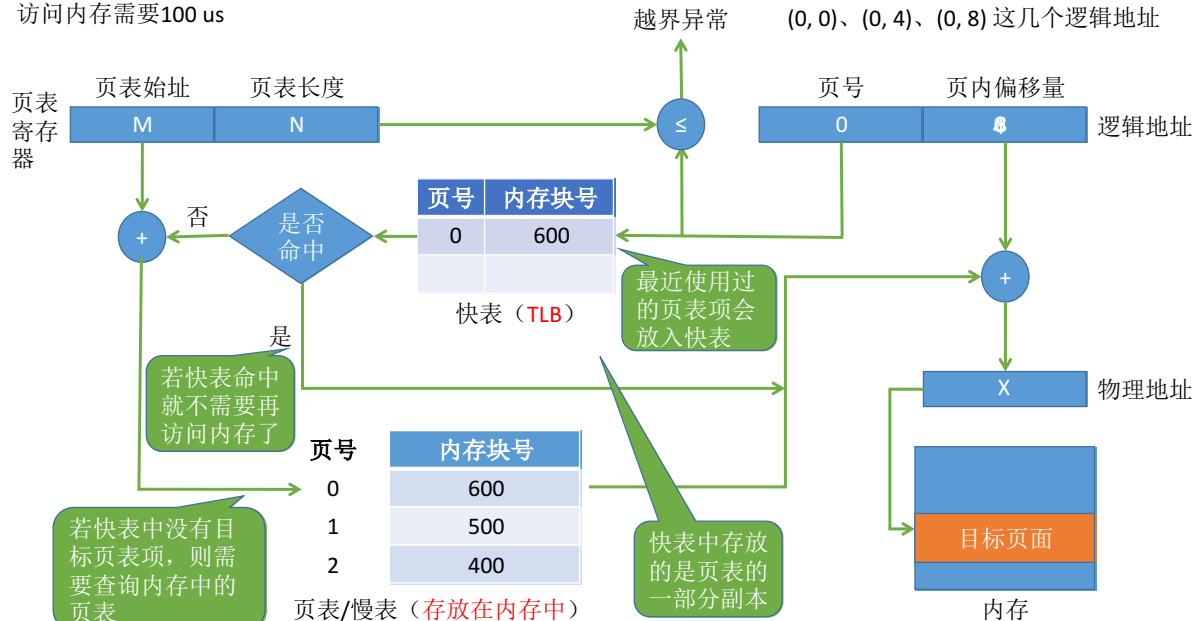 访问内存需要100 us
越界异常
(0, 0)、(0, 4)、(0, 8) 这几个逻辑地址
页表始址
页表长度
页号
页内偏移量
页表
寄存
器
M
N
≤
0
逻辑地址
页号
内存块号
0
600
是否
命中
否
+
+
快表（TLB）
最近使用过
的页表项会
放入快表
是
若快表命中
就不需要再
访问内存了
X
物理地址
页号
内存块号
0
600
1
500
2
400
页表/慢表（存放在内存中）
若快表中没有目
标页表项，则需
要查询内存中的
页表
快表中存放
的是页表的
一部分副本
目标页面
内存